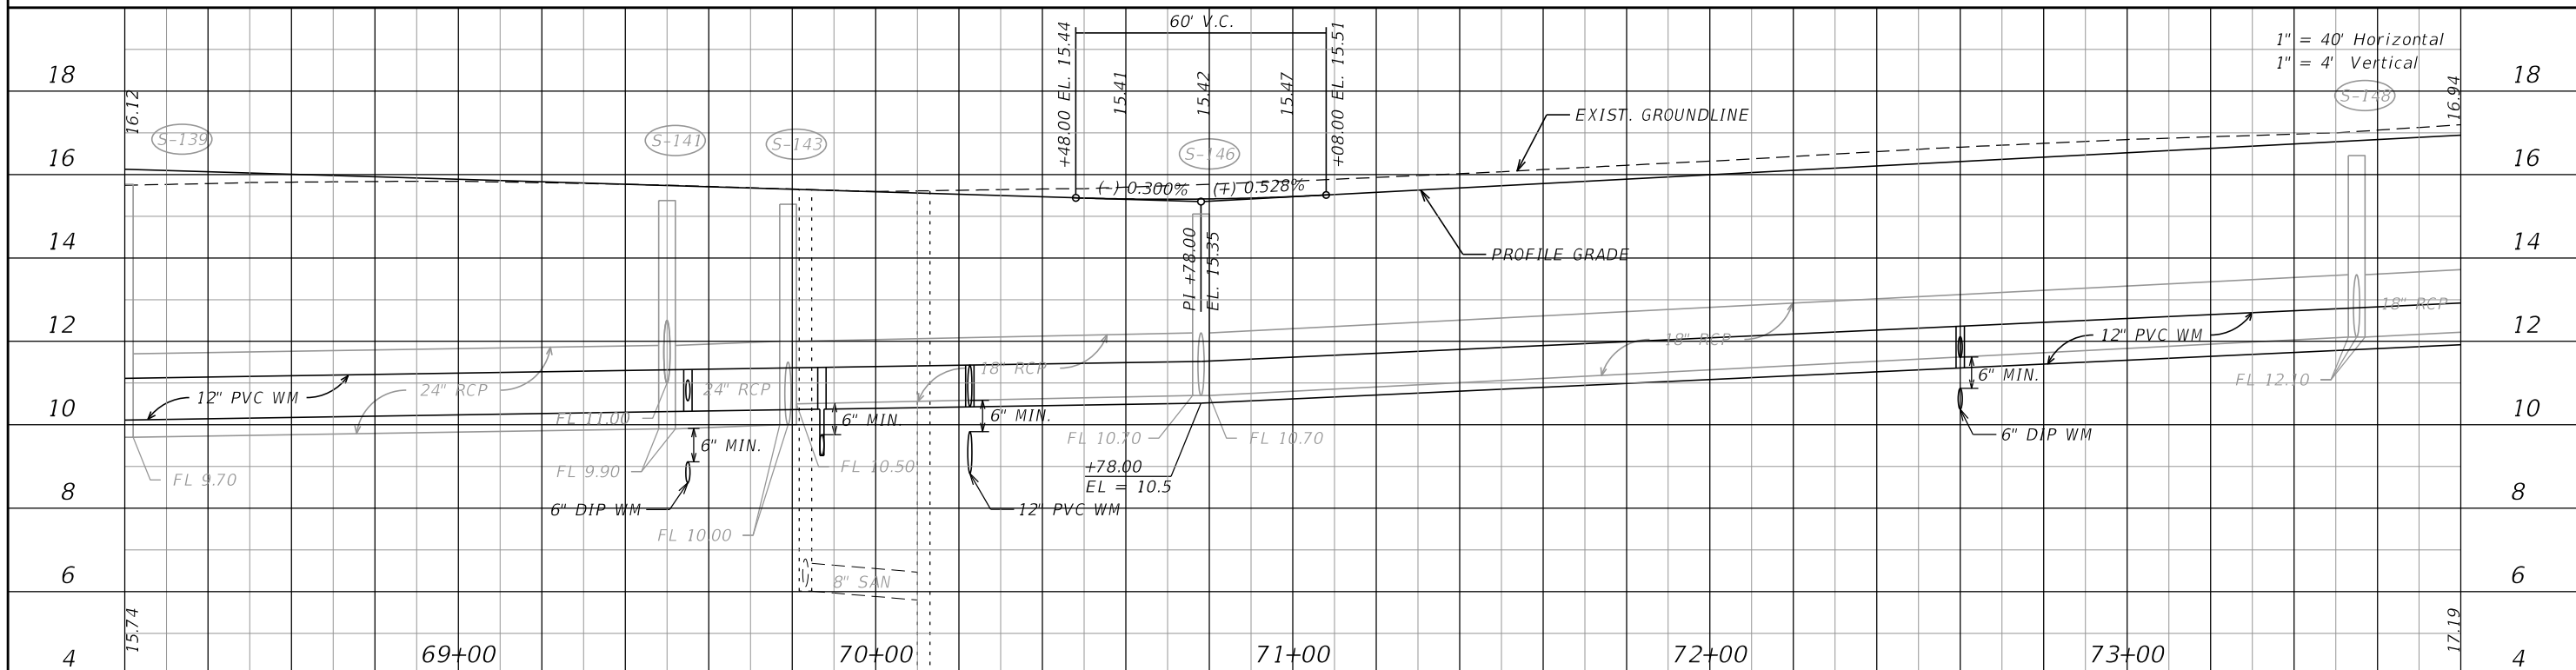 60' V.C.
1" = 40' Horizontal
1" = 4' Vertical
18
16.12
+48.00 EL. 15.44
15.41
15.42
15.47
+08.00 EL. 15.51
16.94
18
S-139
S-141
S-143
S-146
S-148
EXIST. GROUNDLINE
16
(-) 0.300%
(+) 0.528%
16
14
PI +78.00
EL. 15.35
PROFILE GRADE
14
12
18" RCP
18" RCP
12" PVC WM
18" RCP
12
12" PVC WM
24" RCP
24" RCP
6" MIN.
FL 12.10
10
FL 11.00
6" MIN.
6" MIN.
10
6" MIN.
FL 10.70
FL 10.70
6" DIP WM
FL 9.70
FL 9.90
FL 10.50
+78.00
EL = 10.5
8
6" DIP WM
12" PVC WM
8
FL 10.00
6
8" SAN
6
15.74
17.19
4
69+00
70+00
71+00
72+00
73+00
4